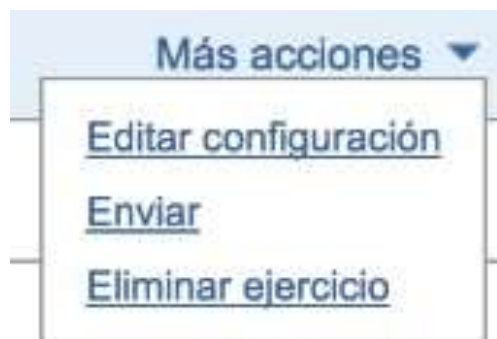 Más acciones
Editar configuración
Enviar
Eliminar ejercicio